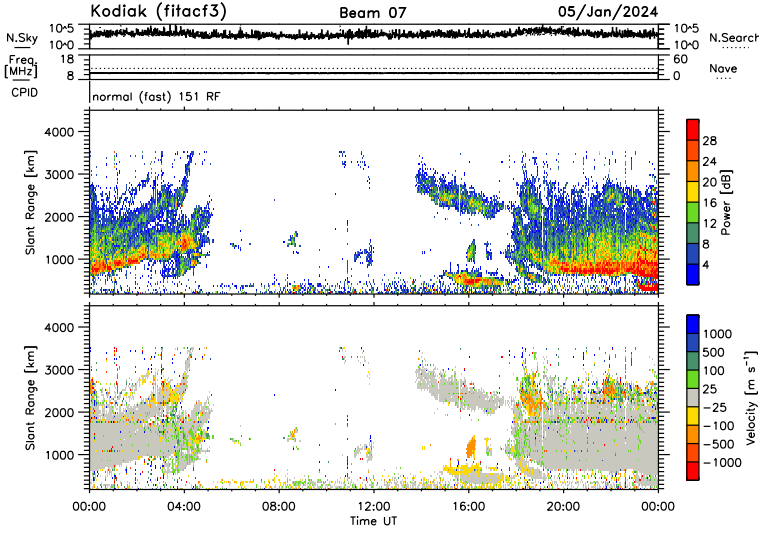 Kodiak (fitacf3) Beam 07 05/Jan/2024
N.Sky 10^5 10^0 10^5 10^0 N.Search
Freq. [MHz] 18 8 60 0 Nave
CPID normal (fast) 151 RF
Slant Range [km] 4000 3000 2000 1000
28 24 20 16 12 8 4 Power [dB]
Slant Range [km] 4000 3000 2000 1000
1000 500 100 25 -25 -100 -500 -1000 Velocity [m s^-1]
00:00 04:00 08:00 12:00 16:00 20:00 00:00
Time UT